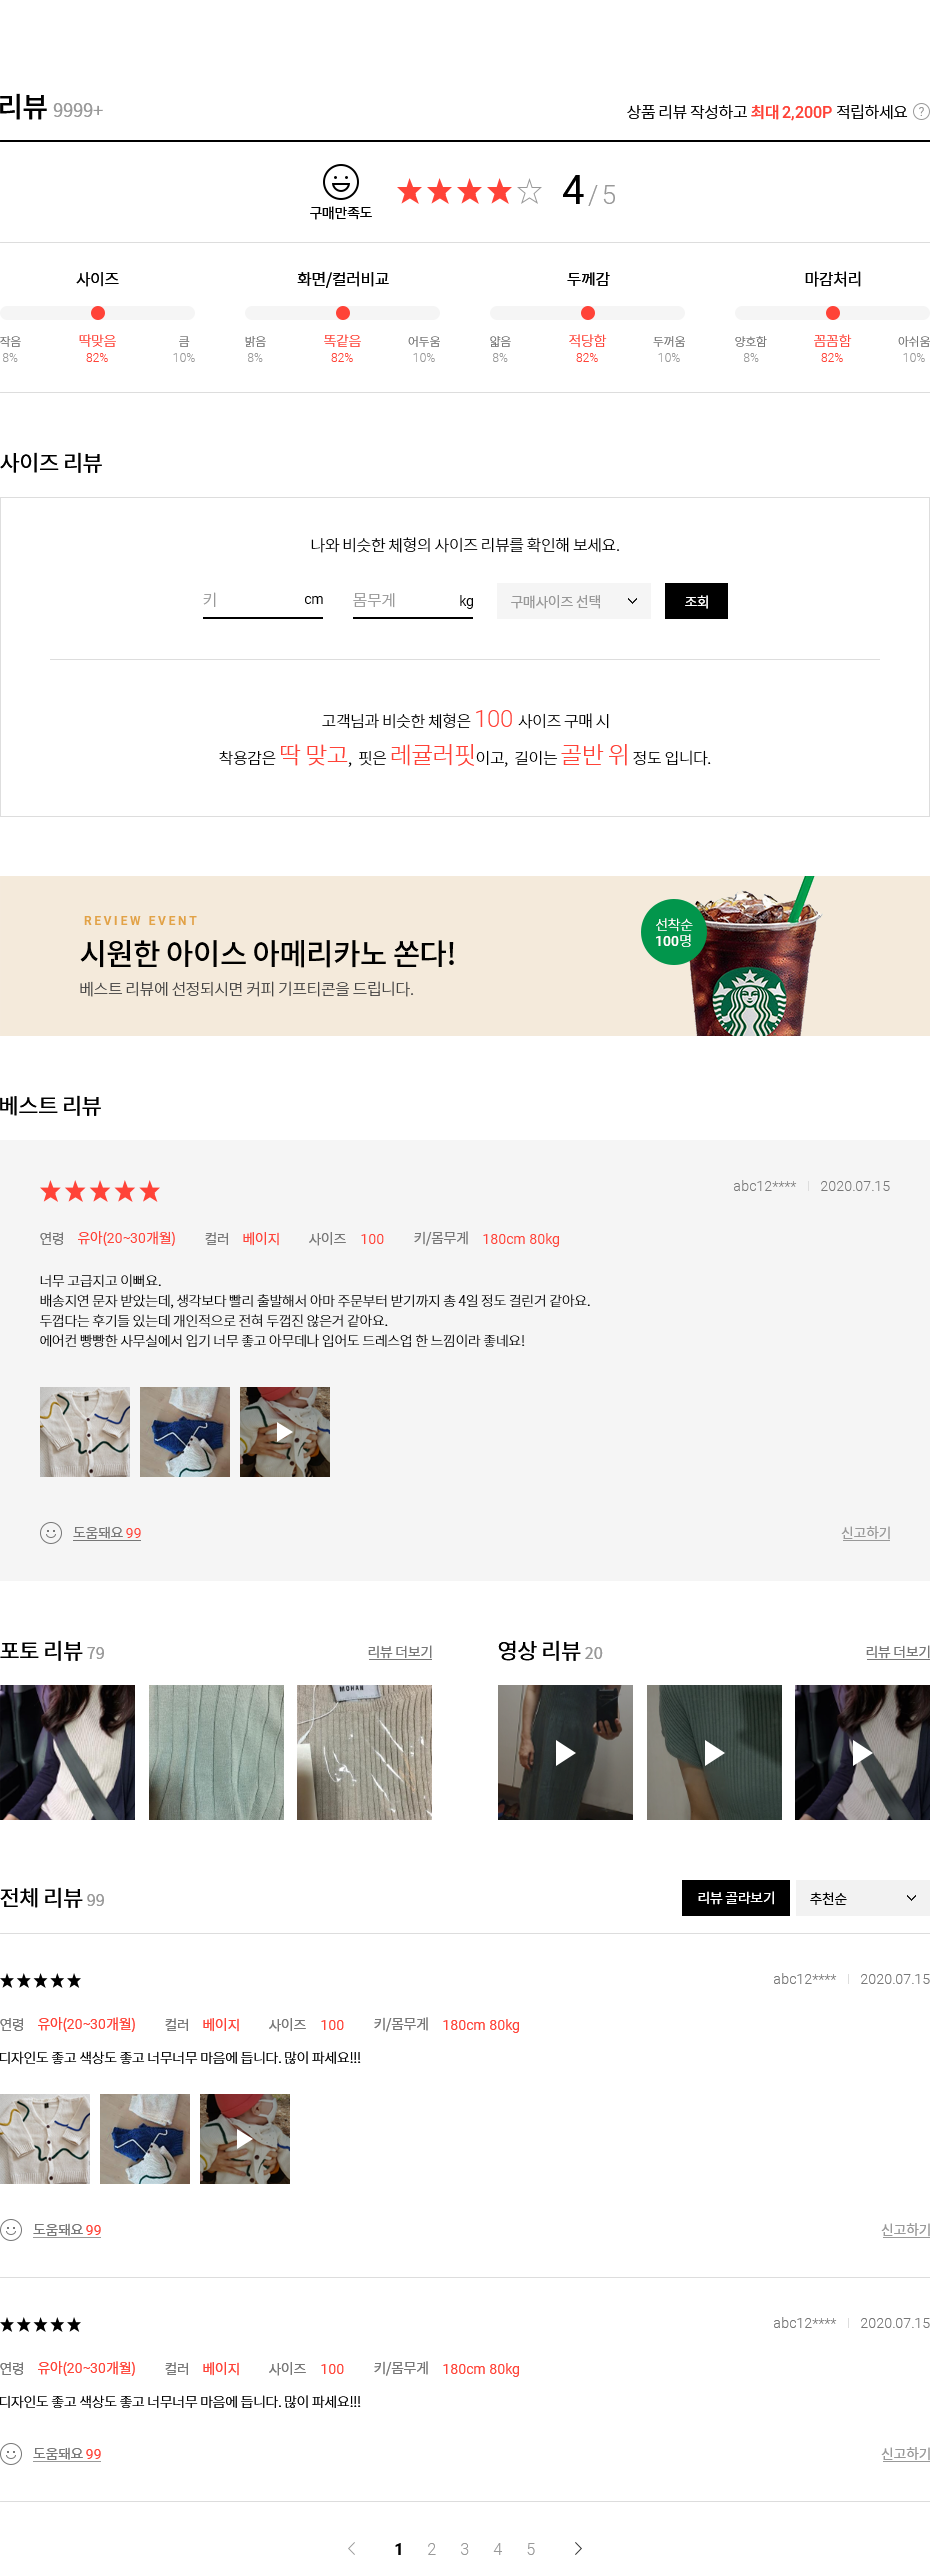 리뷰 9999+
상품 리뷰 작성하고 최대 2,200P 적립하세요 ?
구매만족도
4 / 5
사이즈
작음 딱맞음 큼
8% 82% 10%
화면/컬러비교
밝음 똑같음 어두움
8% 82% 10%
두께감
얇음 적당함 두꺼움
8% 82% 10%
마감처리
양호함 꼼꼼함 아쉬움
8% 82% 10%
사이즈 리뷰
나와 비슷한 체형의 사이즈 리뷰를 확인해 보세요.
키 cm 몸무게 kg 구매사이즈 선택 조회
고객님과 비슷한 체형은 100 사이즈 구매 시
착용감은 딱 맞고, 핏은 레귤러핏이고, 길이는 골반 위 정도 입니다.
REVIEW EVENT
시원한 아이스 아메리카노 쏜다!
베스트 리뷰에 선정되시면 커피 기프티콘을 드립니다.
선착순
100명
베스트 리뷰
abc12**** 2020.07.15
연령 유아(20~30개월) 컬러 베이지 사이즈 100 키/몸무게 180cm 80kg
너무 고급지고 이뻐요.
배송지연 문자 받았는데, 생각보다 빨리 출발해서 아마 주문부터 받기까지 총 4일 정도 걸린거 같아요.
두껍다는 후기들 있는데 개인적으로 전혀 두껍진 않은거 같아요.
에어컨 빵빵한 사무실에서 입기 너무 좋고 아무데나 입어도 드레스업 한 느낌이라 좋네요!
도움돼요 99
신고하기
포토 리뷰 79
리뷰 더보기
MOHAN
영상 리뷰 20
리뷰 더보기
전체 리뷰 99
리뷰 골라보기 추천순
abc12**** 2020.07.15
연령 유아(20~30개월) 컬러 베이지 사이즈 100 키/몸무게 180cm 80kg
디자인도 좋고 색상도 좋고 너무너무 마음에 듭니다. 많이 파세요!!!
도움돼요 99
신고하기
abc12**** 2020.07.15
연령 유아(20~30개월) 컬러 베이지 사이즈 100 키/몸무게 180cm 80kg
디자인도 좋고 색상도 좋고 너무너무 마음에 듭니다. 많이 파세요!!!
도움돼요 99
신고하기
1 2 3 4 5